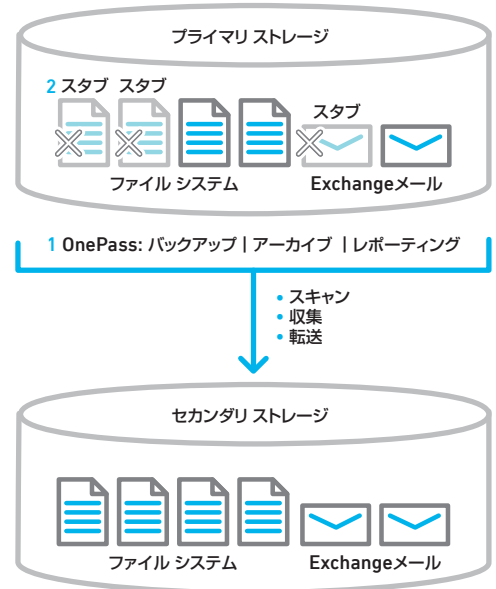 プライマリ ストレージ
2 スタブ スタブ
スタブ
ファイル システム Exchangeメール
1 OnePass: バックアップ | アーカイブ | レポーティング
• スキャン
• 収集
• 転送
セカンダリ ストレージ
ファイル システム Exchangeメール